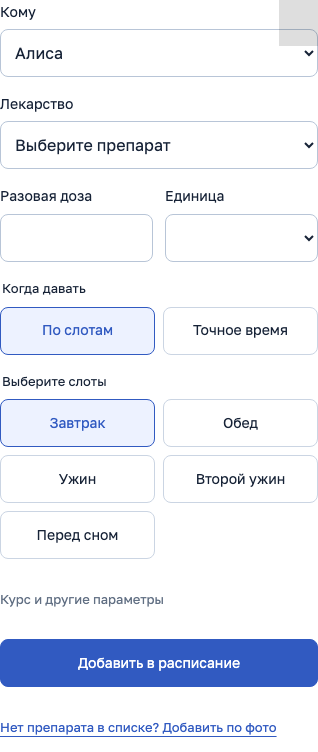 Кому
Алиса
Лекарство
Выберите препарат
Разовая доза
Единица
Когда давать
По слотам
Точное время
Выберите слоты
Завтрак
Обед
Ужин
Второй ужин
Перед сном
Курс и другие параметры
Добавить в расписание
Нет препарата в списке? Добавить по фото